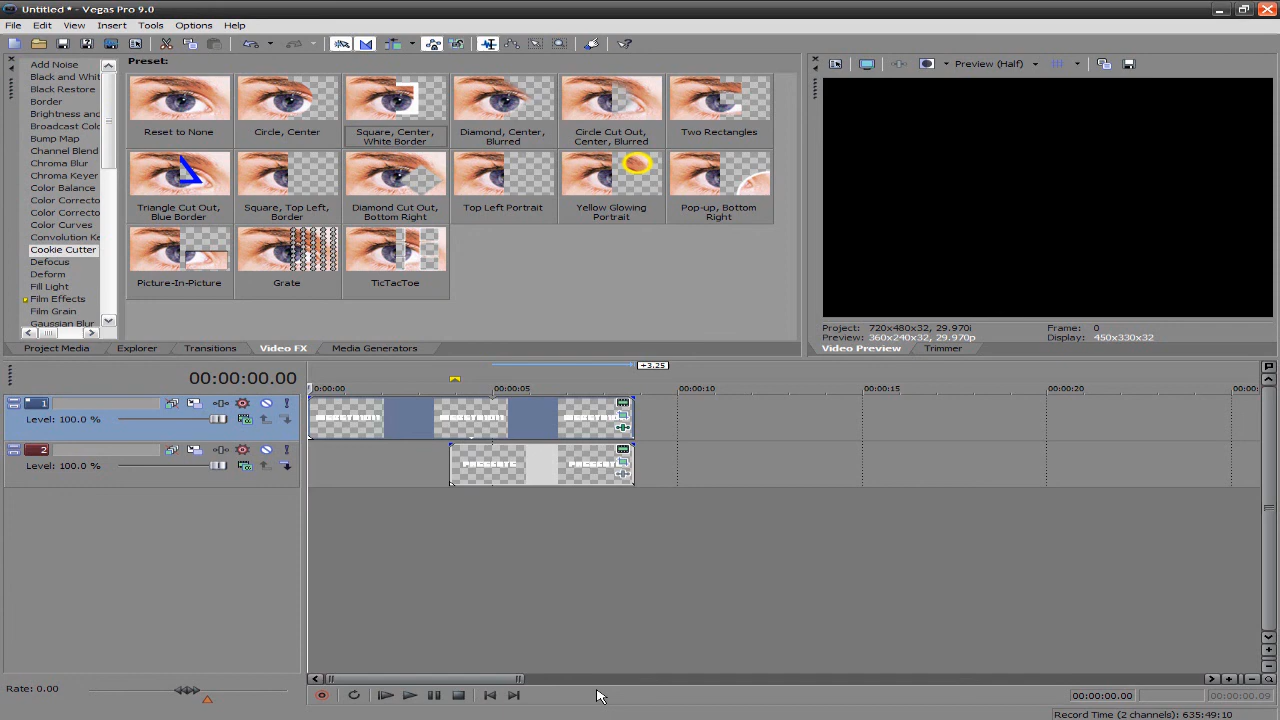 Untitled * - Vegas Pro 9.0
File Edit View Insert Tools Options Help
Preview (Half)
Add Noise
Black and Whit
Black Restore
Border
Brightness and
Broadcast Colo
Bump Map
Channel Blend
Chroma Blur
Chroma Keyer
Color Balance
Color Correcto
Color Correcto
Color Curves
Convolution Ke
Cookie Cutter
Defocus
Deform
Fill Light
Film Effects
Film Grain
Gaussian Blur
Preset:
Reset to None
Circle, Center
Square, Center,
White Border
Diamond, Center,
Blurred
Circle Cut Out,
Center, Blurred
Two Rectangles
Triangle Cut Out,
Blue Border
Square, Top Left,
Border
Diamond Cut Out,
Bottom Right
Top Left Portrait
Yellow Glowing
Portrait
Pop-up, Bottom
Right
Picture-In-Picture
Grate
TicTacToe
Project: 720x480x32, 29.970i
Frame: 0
Preview: 360x240x32, 29.970p
Display: 450x330x32
Project Media Explorer Transitions Video FX Media Generators
Video Preview Trimmer
+3.25
00:00:00.00
00:00:00 00:00:05 00:00:10 00:00:15 00:00:20 00:00:
1
Level: 100.0 %
2
Level: 100.0 %
Rate: 0.00
00:00:00.00
00:00:00.09
Record Time (2 channels): 635:49:10